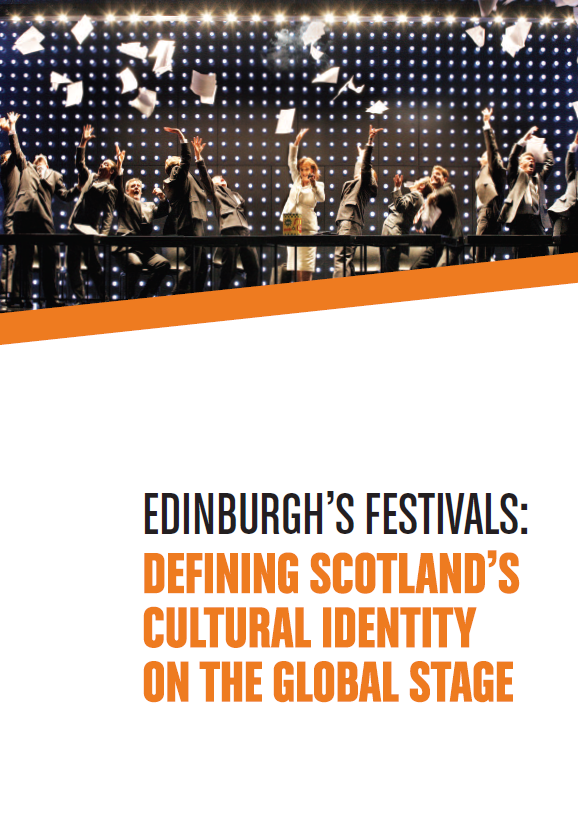 EDINBURGH’S FESTIVALS:
DEFINING SCOTLAND’S
CULTURAL IDENTITY
ON THE GLOBAL STAGE